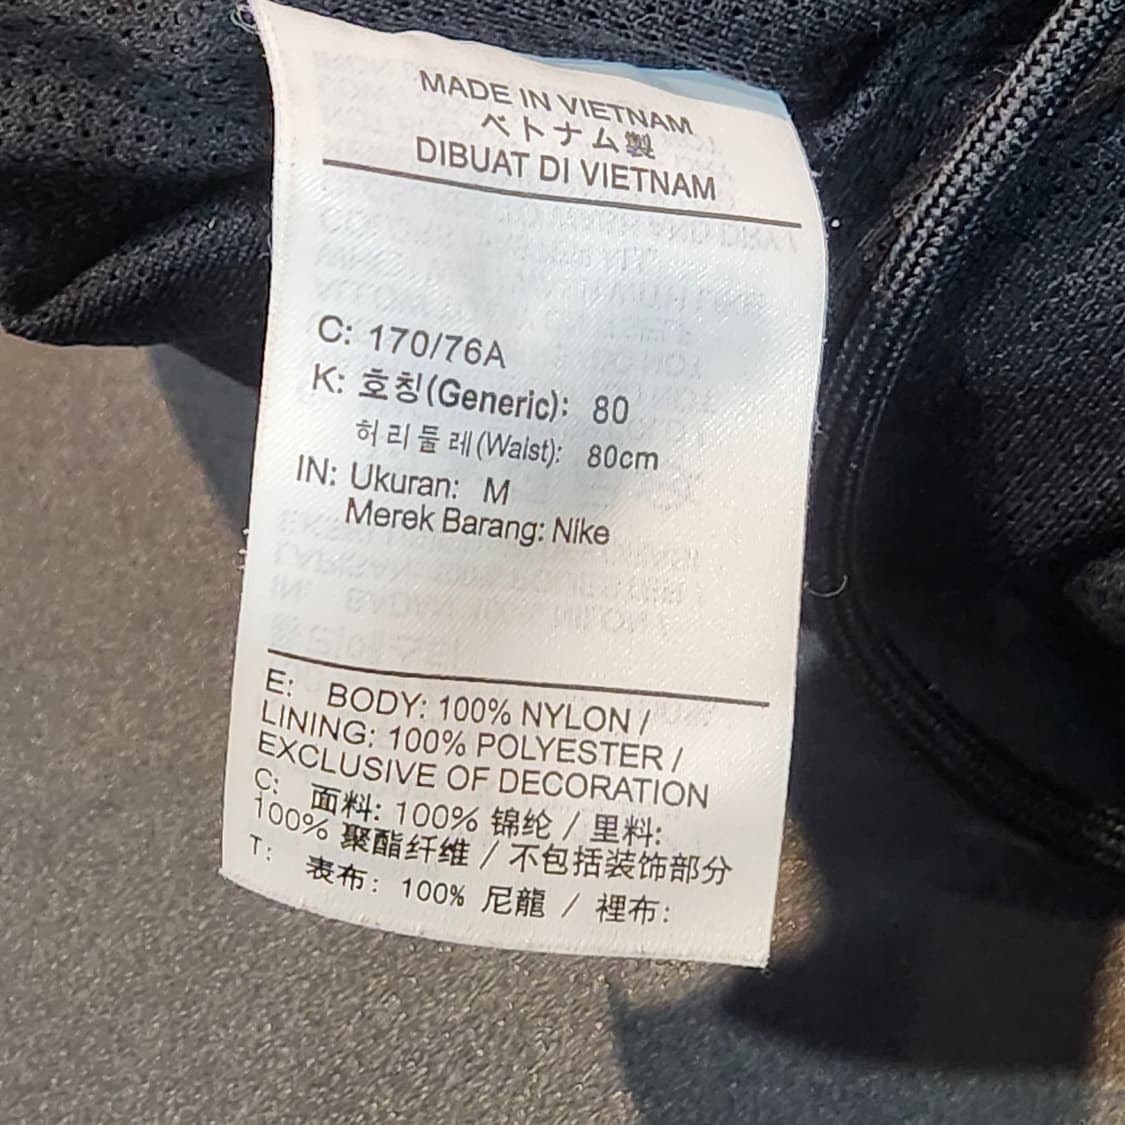 MADE IN VIETNAM
ベトナム製
DIBUAT DI VIETNAM
C: 170/76A
K: 호칭(Generic): 80
허리둘레(Waist): 80cm
IN: Ukuran: M
Merek Barang: Nike
E: BODY: 100% NYLON /
LINING: 100% POLYESTER /
EXCLUSIVE OF DECORATION
C: 面料: 100% 锦纶 / 里料:
100% 聚酯纤维 / 不包括装饰部分
T: 表布: 100% 尼龍 / 裡布: